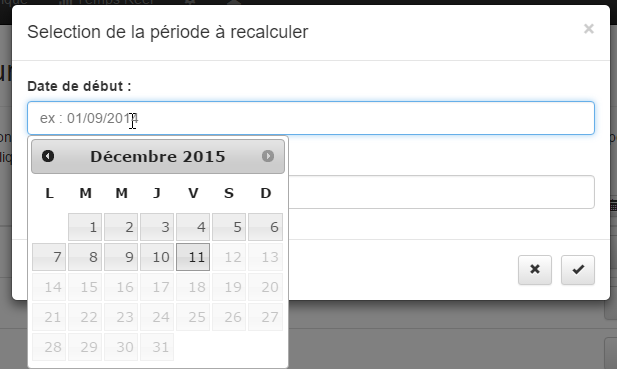 Temps Réel
Selection de la période à recalculer
×
Date de début :
ex : 01/09/2014
Décembre 2015
L M M J V S D
1 2 3 4 5 6
7 8 9 10 11 12 13
14 15 16 17 18 19 20
21 22 23 24 25 26 27
28 29 30 31